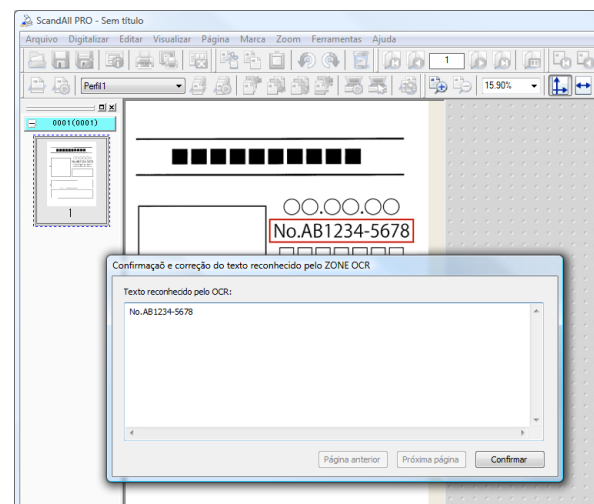 ScandAll PRO - Sem título
Arquivo Digitalizar Editar Visualizar Página Marca Zoom Ferramentas Ajuda
1
Perfil1
15.90%
0001(0001)
1
No.AB1234-5678
Confirmaçaõ e correção do texto reconhecido pelo ZONE OCR
Texto reconhecido pelo OCR:
No.AB1234-5678
Página anterior Próxima página Confirmar